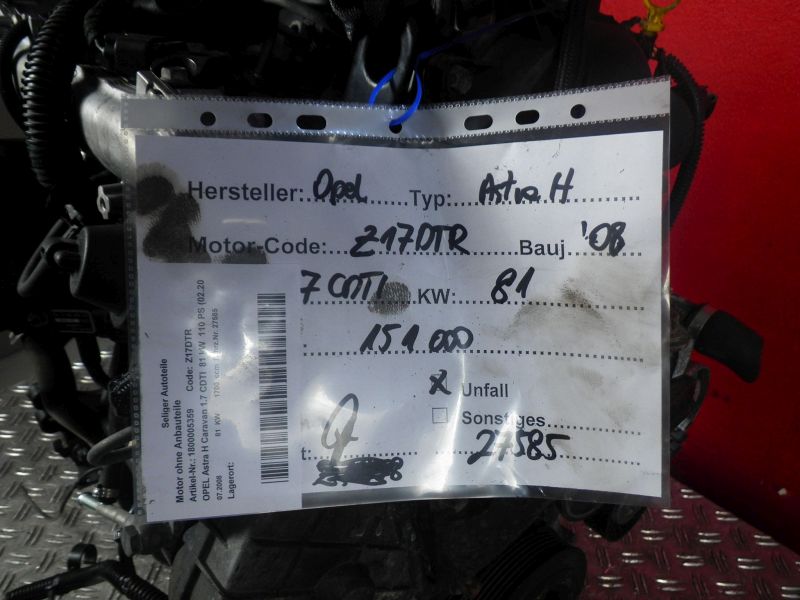 Hersteller: Opel Typ: Astra H
Motor-Code: Z17DTR Bauj '08
7 CDTI KW: 81
151.000
x Unfall
Sonstiges
t: 27585
Seliger Autoteile
Motor ohne Anbauteile
Artikel-Nr.: 1800005359 Code: Z17DTR
OPEL Astra H Caravan 1.7 CDTI 81 kW 110 PS (02.20
07.2008 81 KW 1700 ccm 27585
Lagerort: